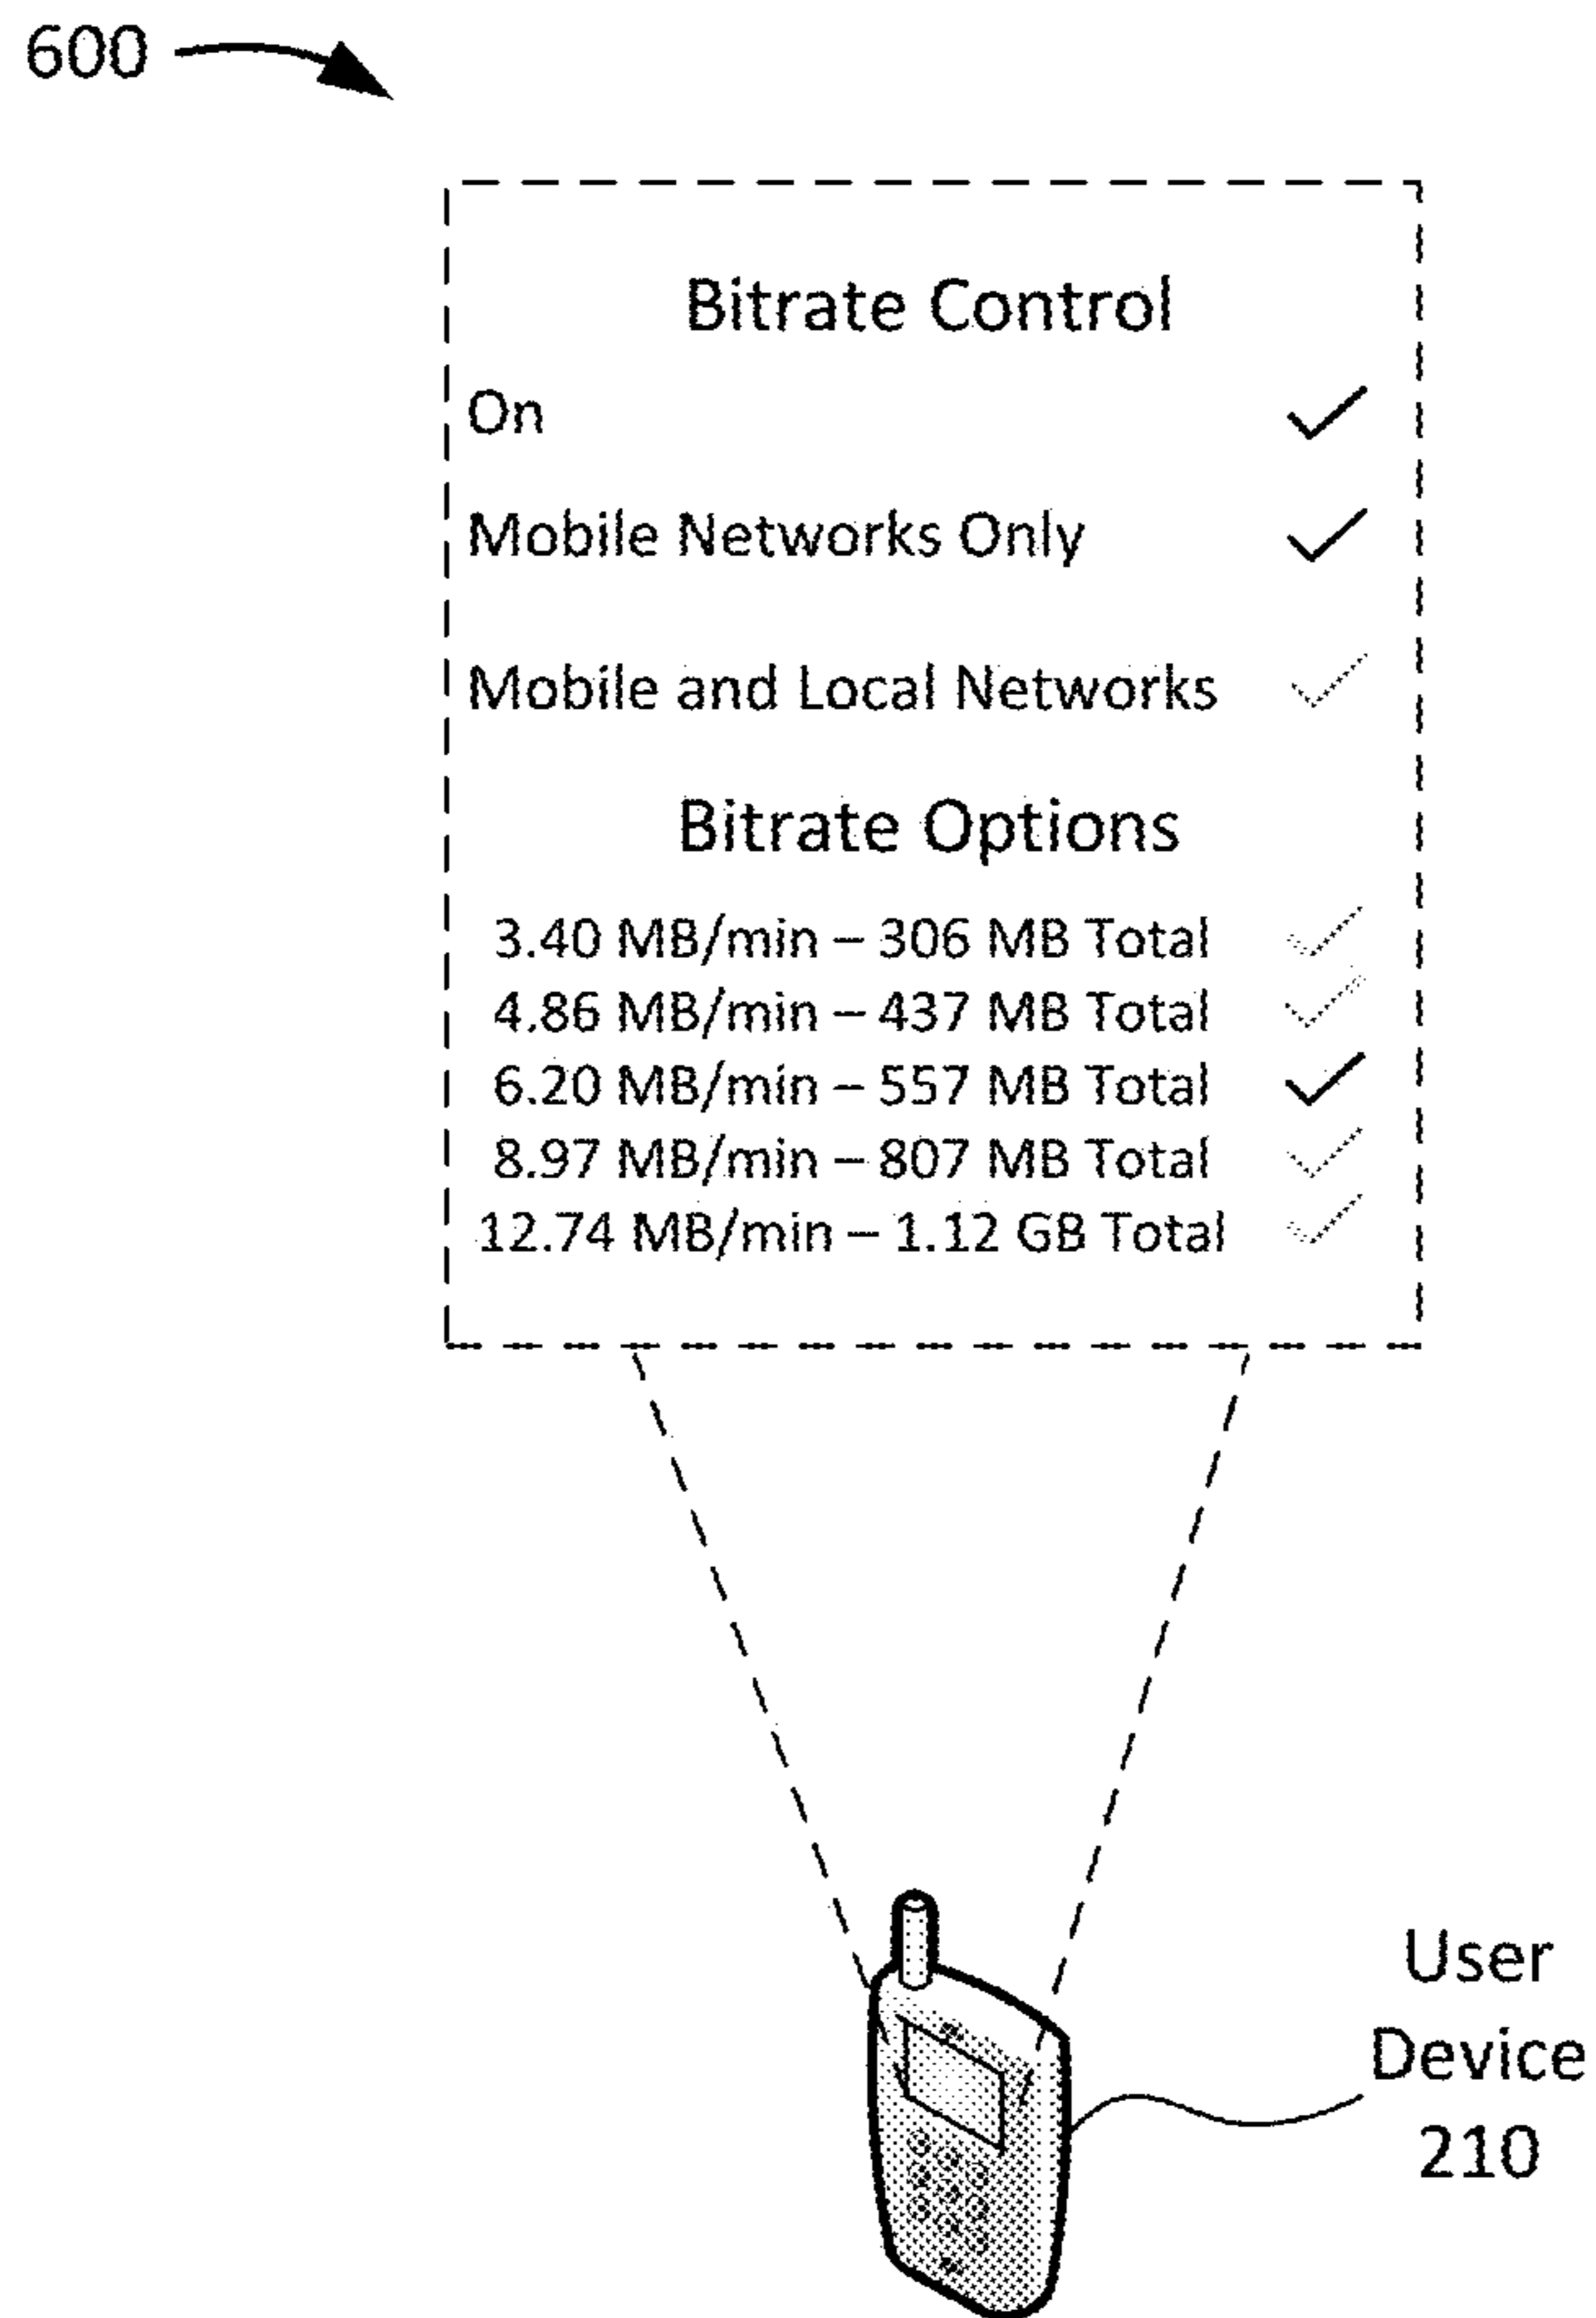 600
Bitrate Control
On
Mobile Networks Only
Mobile and Local Networks
Bitrate Options
3.40 MB/min – 306 MB Total
4.86 MB/min – 437 MB Total
6.20 MB/min – 557 MB Total
8.97 MB/min – 807 MB Total
12.74 MB/min – 1.12 GB Total
User
Device
210